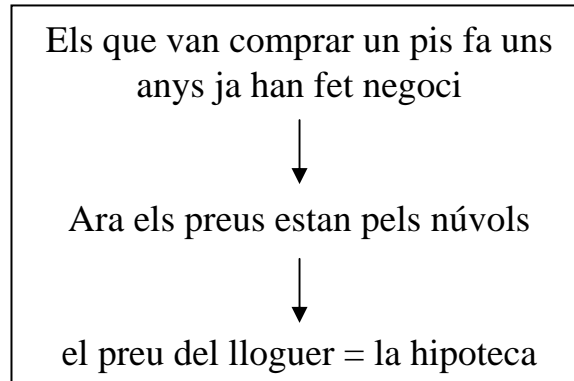 Els que van comprar un pis fa uns
anys ja han fet negoci
Ara els preus estan pels núvols
el preu del lloguer = la hipoteca